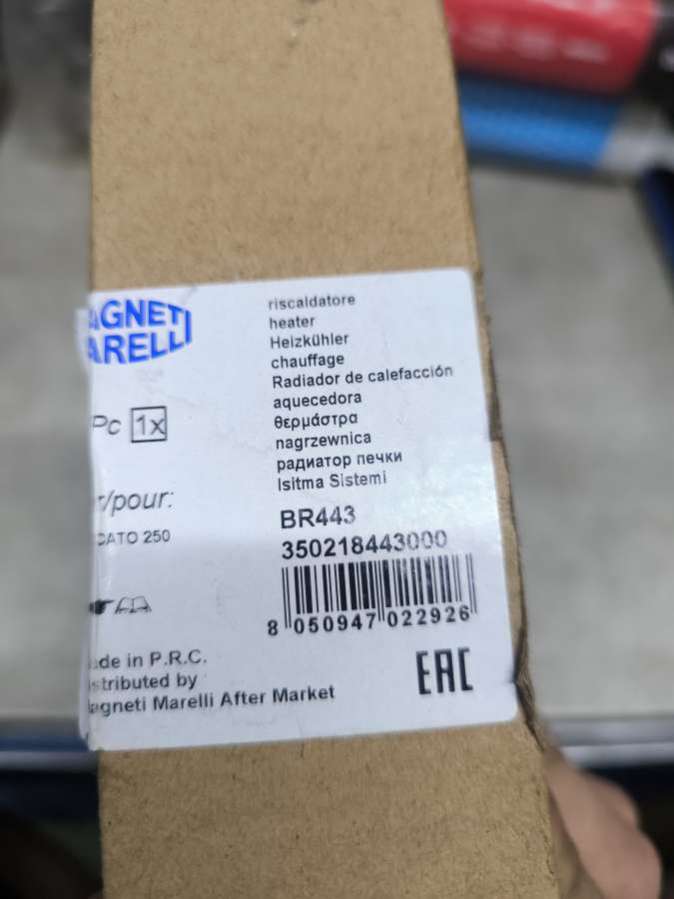 AGNETI
ARELLI
riscaldatore
heater
Heizkühler
chauffage
Radiador de calefacción
aquecedora
θερμάστρα
nagrzewnica
радиатор печки
Isitma Sistemi
Pc 1x
r/pour:
CATO 250
BR443
350218443000
8 050947 022926
ade in P.R.C.
istributed by
agneti Marelli After Market
EAC